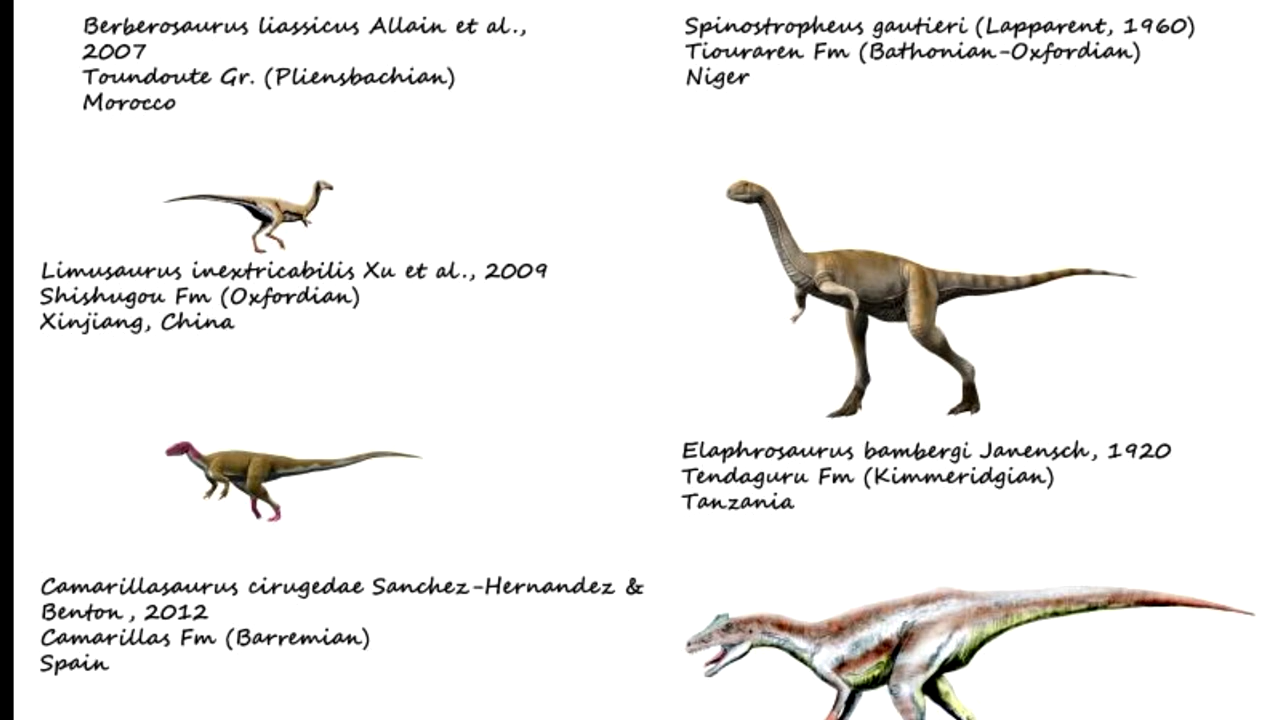 Berberosaurus liassicus Allain et al.,
2007
Toundoute Gr. (Pliensbachian)
Morocco
Spinostropheus gautieri (Lapparent, 1960)
Tiouraren Fm (Bathonian-Oxfordian)
Niger
Limusaurus inextricabilis Xu et al., 2009
Shishugou Fm (Oxfordian)
Xinjiang, China
Elaphrosaurus bambergi Janensch, 1920
Tendaguru Fm (Kimmeridgian)
Tanzania
Camarillasaurus cirugedae Sanchez-Hernandez &
Benton, 2012
Camarillas Fm (Barremian)
Spain